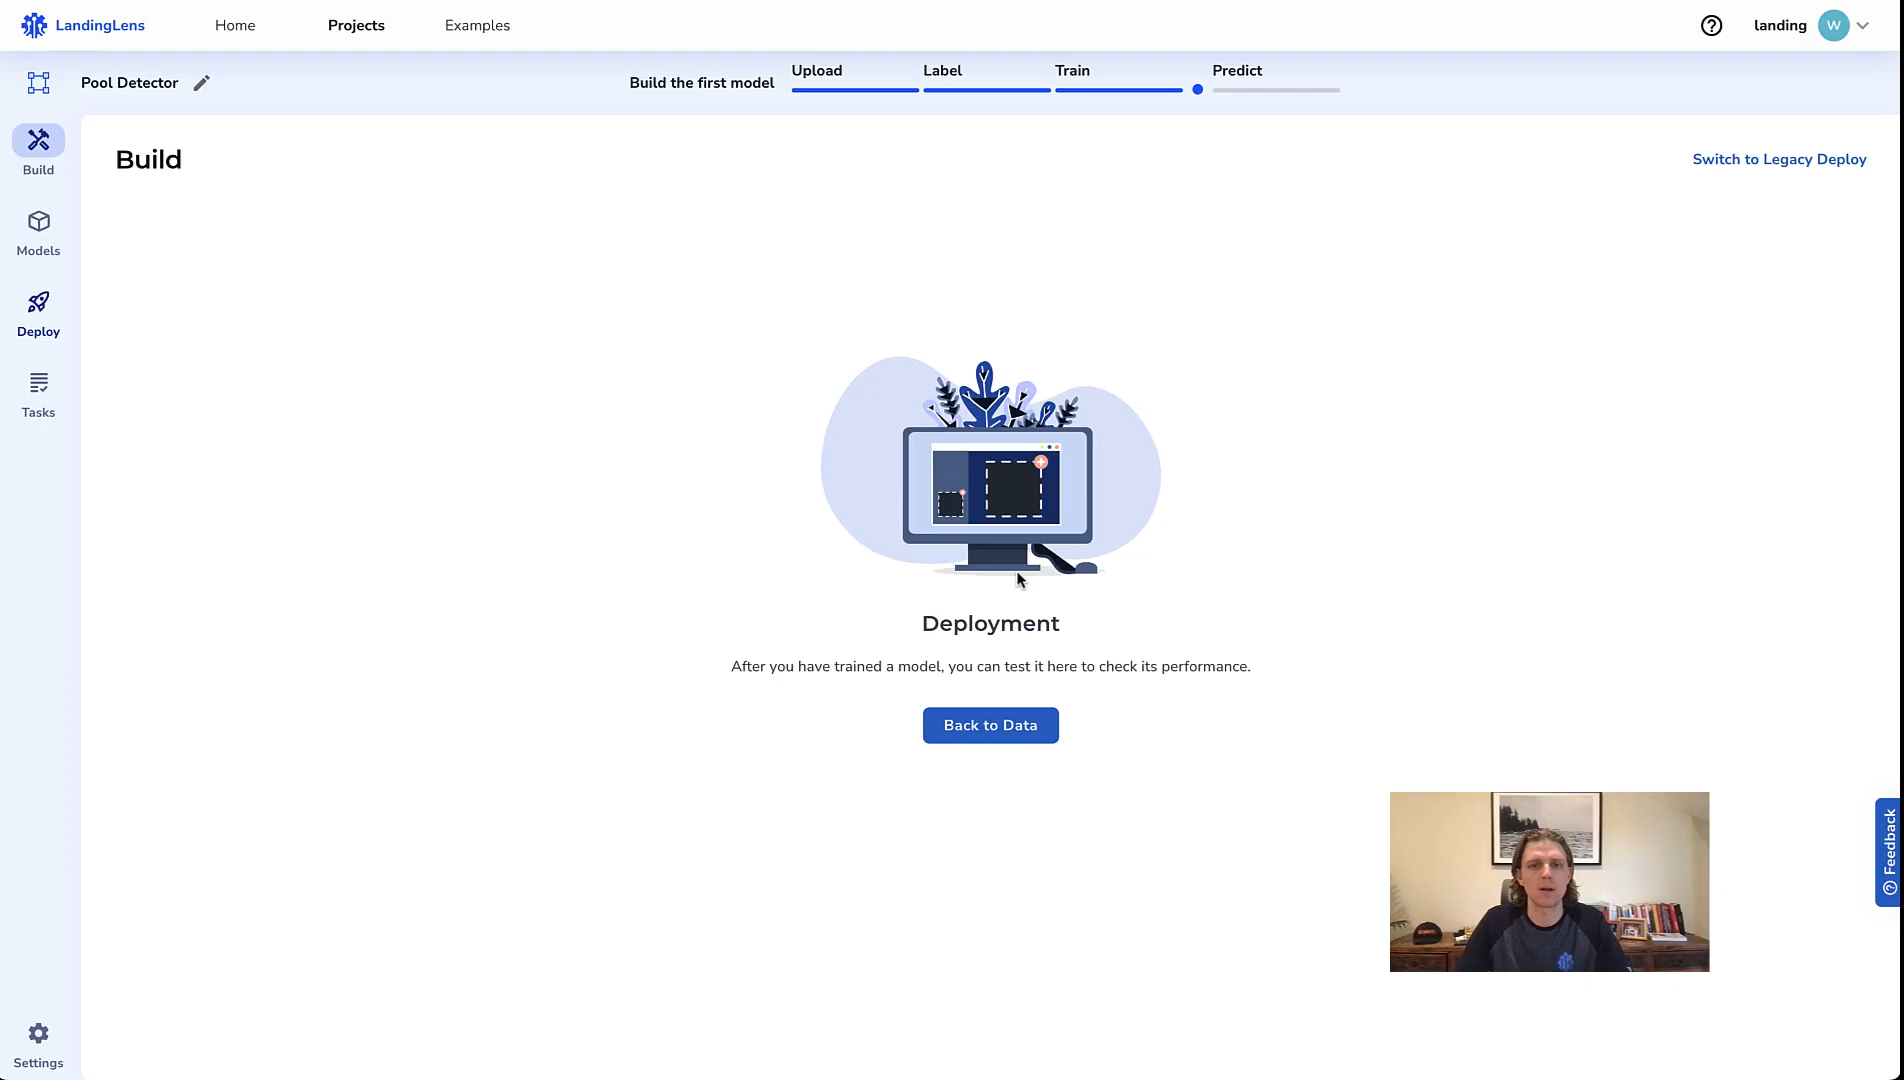 LandingLens
Home
Projects
Examples
landing
W
Pool Detector
Build the first model
Upload
Label
Train
Predict
Build
Models
Deploy
Tasks
Settings
Build
Switch to Legacy Deploy
Deployment
After you have trained a model, you can test it here to check its performance.
Back to Data
Feedback